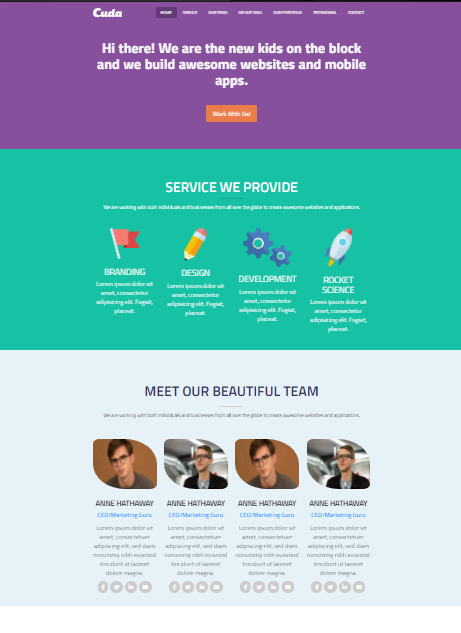 Cuda
HOME SERVICE OUR TEAM OUR PORTFOLIO TESTIMONIAL CONTACT
Hi there! We are the new kids on the block
and we build awesome websites and mobile
apps.
Work With Us!
SERVICE WE PROVIDE
We are working with both individuals and businesses from all over the globe to create awesome websites and applications.
BRANDING
Lorem ipsum dolor sit
amet, consectetur
adipiscing elit. Fugiat,
placeat.
DESIGN
Lorem ipsum dolor sit
amet, consectetur
adipiscing elit. Fugiat,
placeat.
DEVELOPMENT
Lorem ipsum dolor sit
amet, consectetur
adipiscing elit. Fugiat,
placeat.
ROCKET
SCIENCE
Lorem ipsum dolor sit
amet, consectetur
adipiscing elit. Fugiat,
placeat.
MEET OUR BEAUTIFUL TEAM
We are working with both individuals and businesses from all over the globe to create awesome websites and applications.
ANNE HATHAWAY
CEO/Marketing Guru
Lorem ipsum dolor sit
amet, consectetuer
adipiscing elit, sed diam
nonummy nibh euismod
tincidunt ut laoreet
dolore magna.
ANNE HATHAWAY
CEO/Marketing Guru
Lorem ipsum dolor sit
amet, consectetuer
adipiscing elit, sed diam
nonummy nibh euismod
tincidunt ut laoreet
dolore magna.
ANNE HATHAWAY
CEO/Marketing Guru
Lorem ipsum dolor sit
amet, consectetuer
adipiscing elit, sed diam
nonummy nibh euismod
tincidunt ut laoreet
dolore magna.
ANNE HATHAWAY
CEO/Marketing Guru
Lorem ipsum dolor sit
amet, consectetuer
adipiscing elit, sed diam
nonummy nibh euismod
tincidunt ut laoreet
dolore magna.